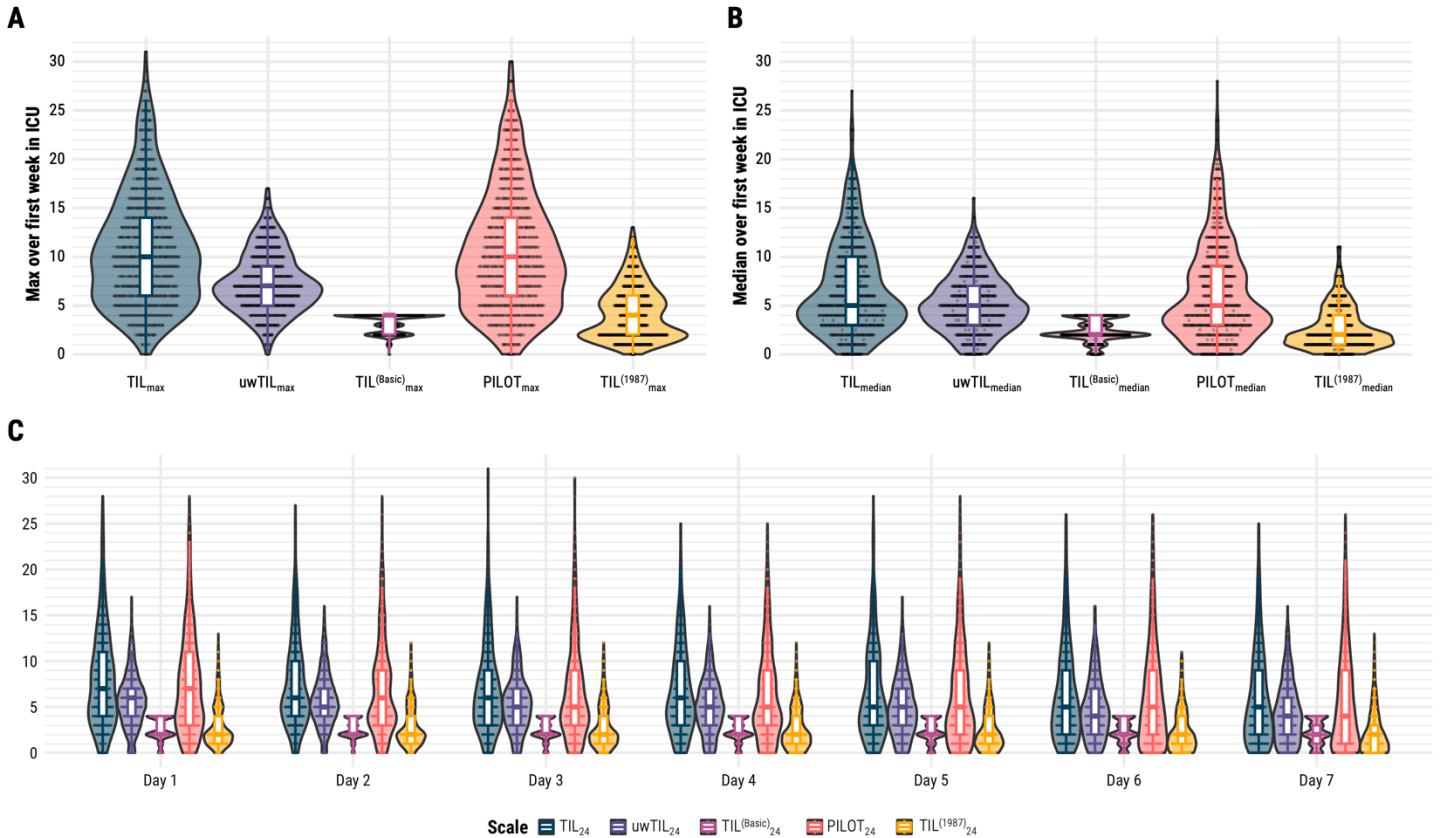 A
B
Max over first week in ICU
30
25
20
15
10
5
0
TILmax
uwTILmax
TIL(Basic)max
PILOTmax
TIL(1987)max
Median over first week in ICU
30
25
20
15
10
5
0
TILmedian
uwTILmedian
TIL(Basic)median
PILOTmedian
TIL(1987)median
C
30
25
20
15
10
5
0
Day 1
Day 2
Day 3
Day 4
Day 5
Day 6
Day 7
Scale TIL24 uwTIL24 TIL(Basic)24 PILOT24 TIL(1987)24